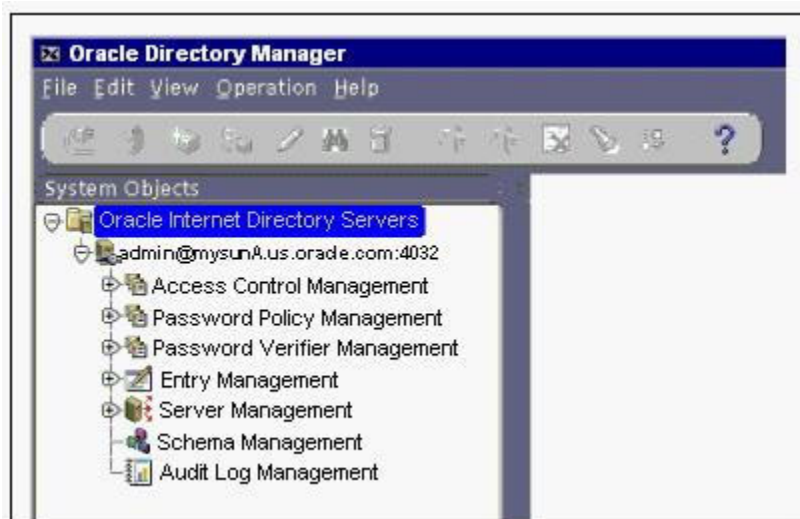 Oracle Directory Manager
File Edit View Operation Help
?
System Objects
Oracle Internet Directory Servers
admin@mysunA.us.oracle.com:4032
Access Control Management
Password Policy Management
Password Verifier Management
Entry Management
Server Management
Schema Management
Audit Log Management